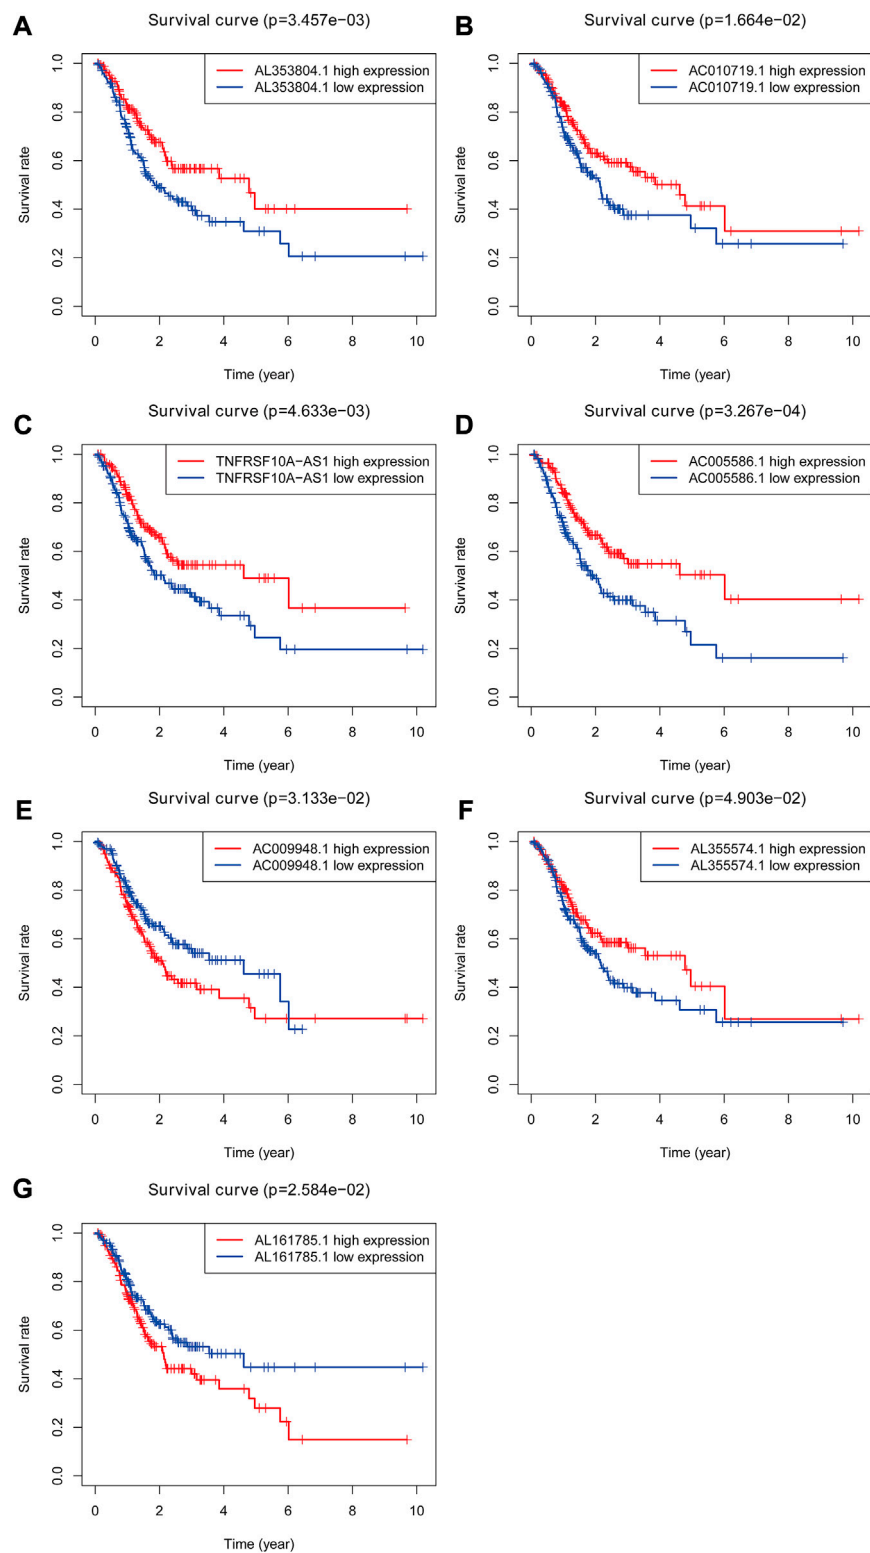 A
Survival curve (p=3.457e−03)
AL353804.1 high expression
AL353804.1 low expression
Survival rate
1.0
0.8
0.6
0.4
0.2
0.0
0 2 4 6 8 10
Time (year)
B
Survival curve (p=1.664e−02)
AC010719.1 high expression
AC010719.1 low expression
Survival rate
1.0
0.8
0.6
0.4
0.2
0.0
0 2 4 6 8 10
Time (year)
C
Survival curve (p=4.633e−03)
TNFRSF10A−AS1 high expression
TNFRSF10A−AS1 low expression
Survival rate
1.0
0.8
0.6
0.4
0.2
0.0
0 2 4 6 8 10
Time (year)
D
Survival curve (p=3.267e−04)
AC005586.1 high expression
AC005586.1 low expression
Survival rate
1.0
0.8
0.6
0.4
0.2
0.0
0 2 4 6 8 10
Time (year)
E
Survival curve (p=3.133e−02)
AC009948.1 high expression
AC009948.1 low expression
Survival rate
1.0
0.8
0.6
0.4
0.2
0.0
0 2 4 6 8 10
Time (year)
F
Survival curve (p=4.903e−02)
AL355574.1 high expression
AL355574.1 low expression
Survival rate
1.0
0.8
0.6
0.4
0.2
0.0
0 2 4 6 8 10
Time (year)
G
Survival curve (p=2.584e−02)
AL161785.1 high expression
AL161785.1 low expression
Survival rate
1.0
0.8
0.6
0.4
0.2
0.0
0 2 4 6 8 10
Time (year)